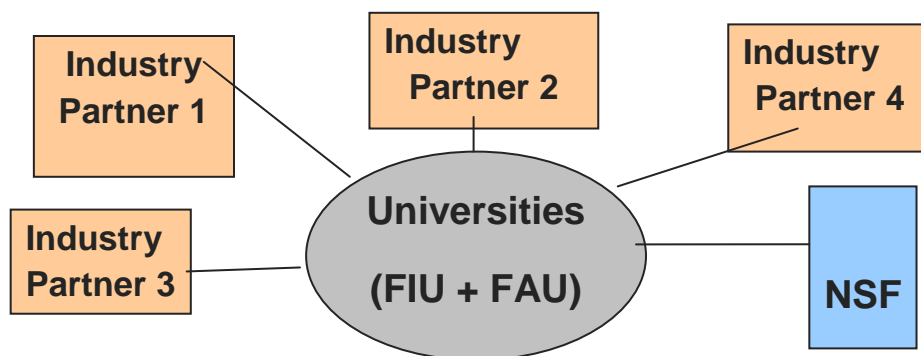 Industry
Partner 1
Industry
Partner 2
Industry
Partner 4
Universities
(FIU + FAU)
Industry
Partner 3
NSF